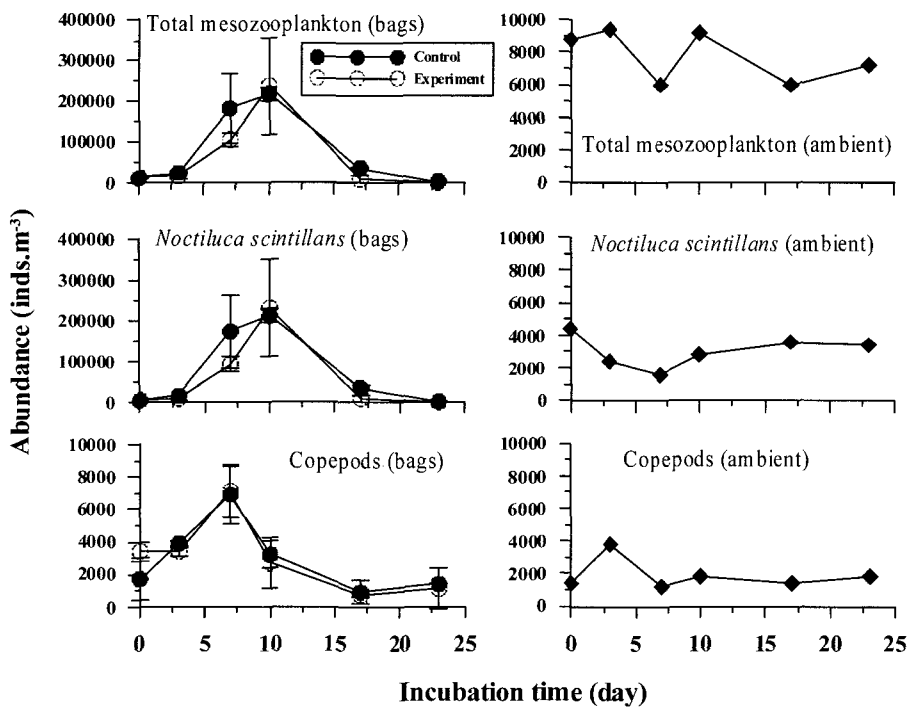 Total mesozooplankton (bags)
Control
Experiment
400000
300000
200000
100000
0
Total mesozooplankton (ambient)
10000
8000
6000
4000
2000
0
Noctiluca scintillans (bags)
400000
300000
200000
100000
0
Noctiluca scintillans (ambient)
10000
8000
6000
4000
2000
0
Copepods (bags)
10000
8000
6000
4000
2000
0
0 5 10 15 20 25
Copepods (ambient)
10000
8000
6000
4000
2000
0
0 5 10 15 20 25
Abundance (inds.m⁻³)
Incubation time (day)